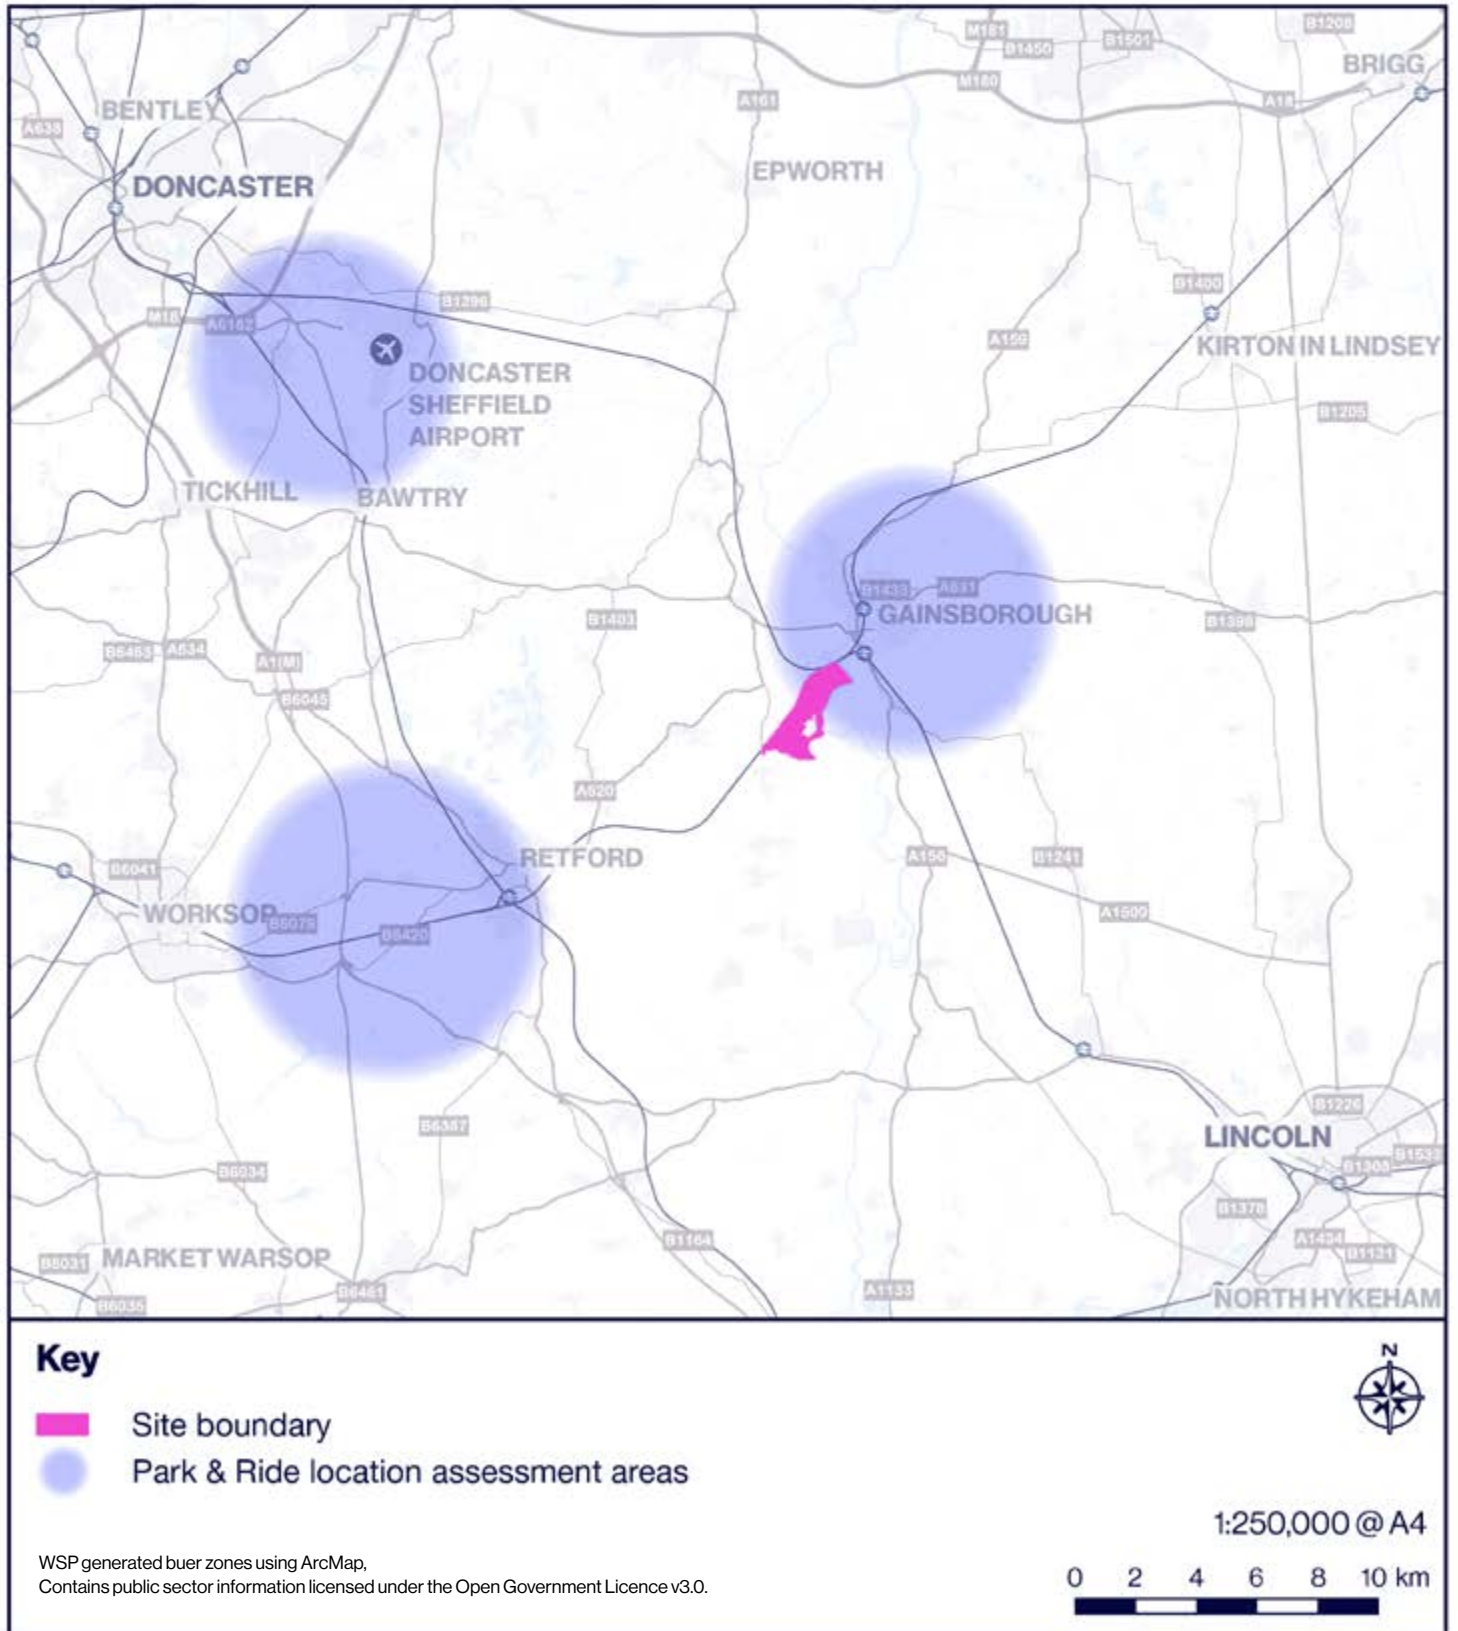 B1208
M181
B1450
B1501
BRIGG
M180
A161
A18
BENTLEY
A638
EPWORTH
DONCASTER
B1400
B1396
M18
A6182
A159
KIRTON IN LINDSEY
DONCASTER
SHEFFIELD
AIRPORT
B1205
TICKHILL
BAWTRY
B1433
A631
GAINSBOROUGH
B1403
B1398
B6463
A634
A1(M)
B6045
A620
RETFORD
A156
B1241
B6041
WORKSOP
B6079
B6420
A1500
B1226
B6387
LINCOLN
B1308
B6034
B1378
A1434
B1131
B1164
MARKET WARSOP
B6031
A1133
B6035
NORTH HYKEHAM
Key
N
Site boundary
Park & Ride location assessment areas
1:250,000 @ A4
WSP generated buer zones using ArcMap,
Contains public sector information licensed under the Open Government Licence v3.0.
0 2 4 6 8 10 km